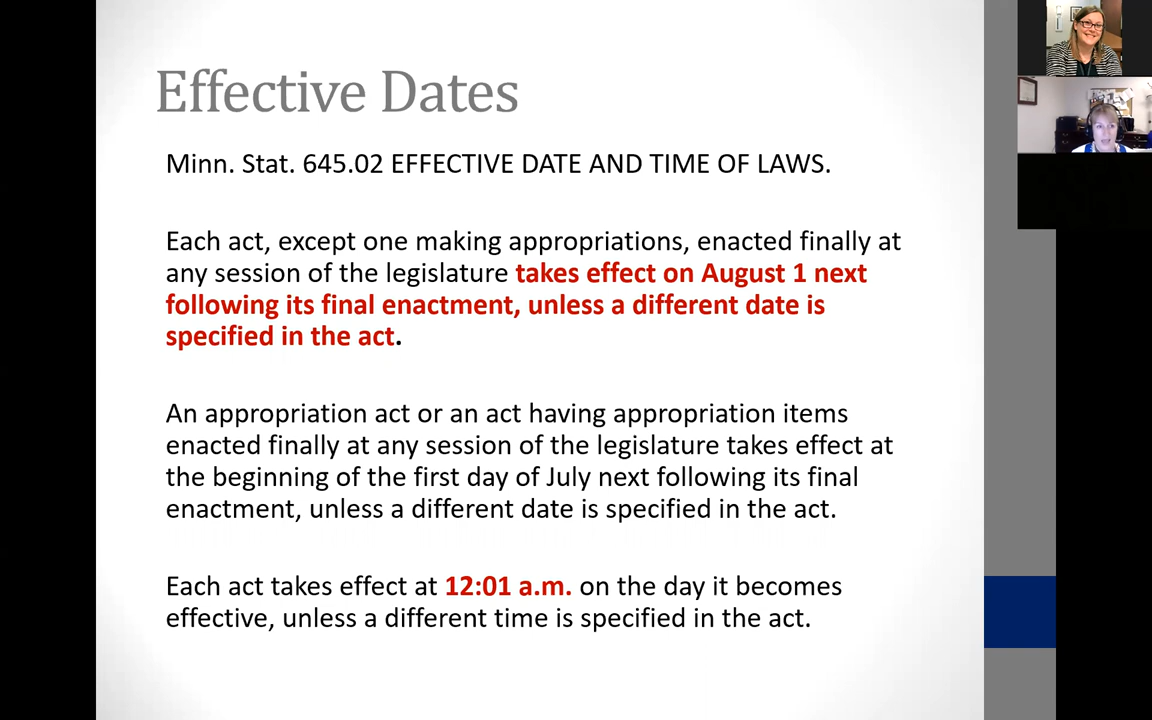 Effective Dates
Minn. Stat. 645.02 EFFECTIVE DATE AND TIME OF LAWS.
Each act, except one making appropriations, enacted finally at
any session of the legislature takes effect on August 1 next
following its final enactment, unless a different date is
specified in the act.
An appropriation act or an act having appropriation items
enacted finally at any session of the legislature takes effect at
the beginning of the first day of July next following its final
enactment, unless a different date is specified in the act.
Each act takes effect at 12:01 a.m. on the day it becomes
effective, unless a different time is specified in the act.